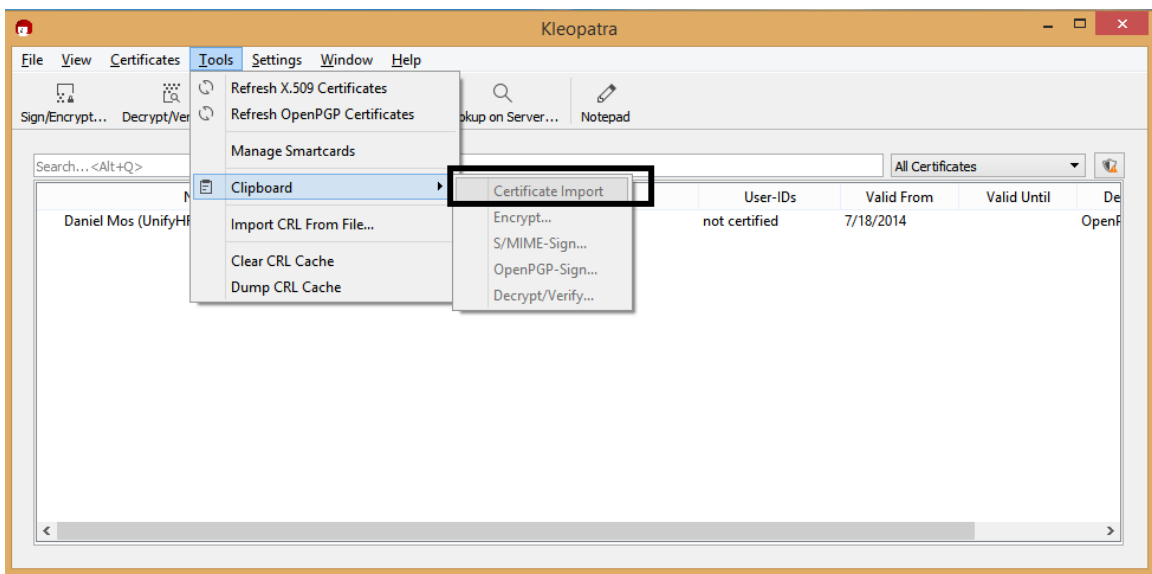 Kleopatra
File View Certificates Tools Settings Window Help
Sign/Encrypt... Decrypt/Ver
Refresh X.509 Certificates
Refresh OpenPGP Certificates
okup on Server... Notepad
Manage Smartcards
Search...<Alt+Q>
All Certificates
Clipboard
Certificate Import
User-IDs Valid From Valid Until De
Daniel Mos (UnifyHR
Import CRL From File...
Encrypt...
not certified 7/18/2014 OpenP
S/MIME-Sign...
Clear CRL Cache
OpenPGP-Sign...
Dump CRL Cache
Decrypt/Verify...